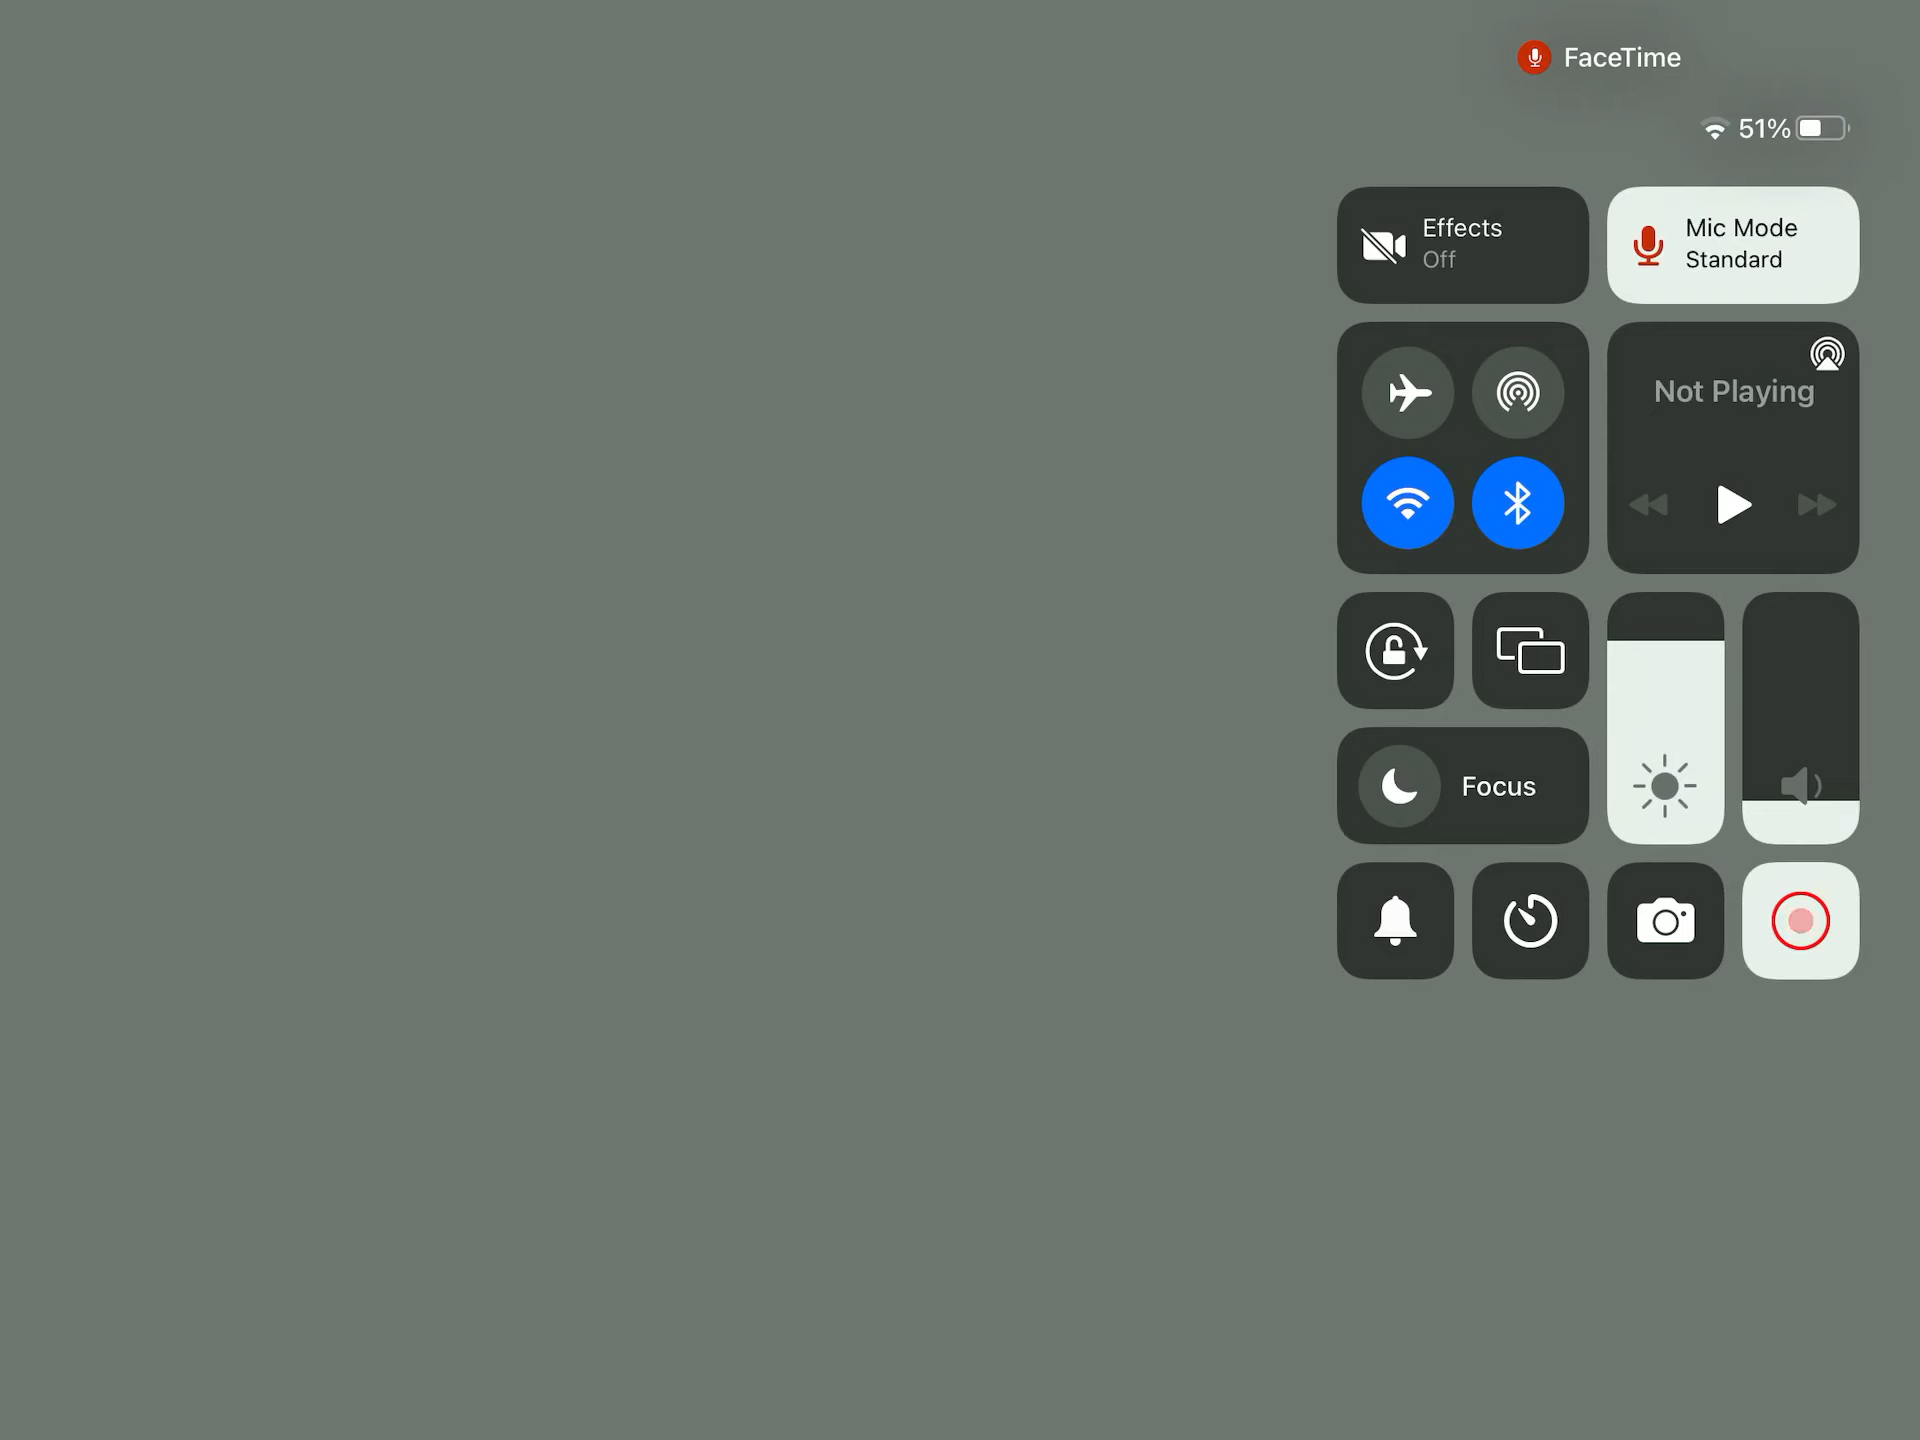 FaceTime
51%
Effects
Off
Mic Mode
Standard
Not Playing
Focus